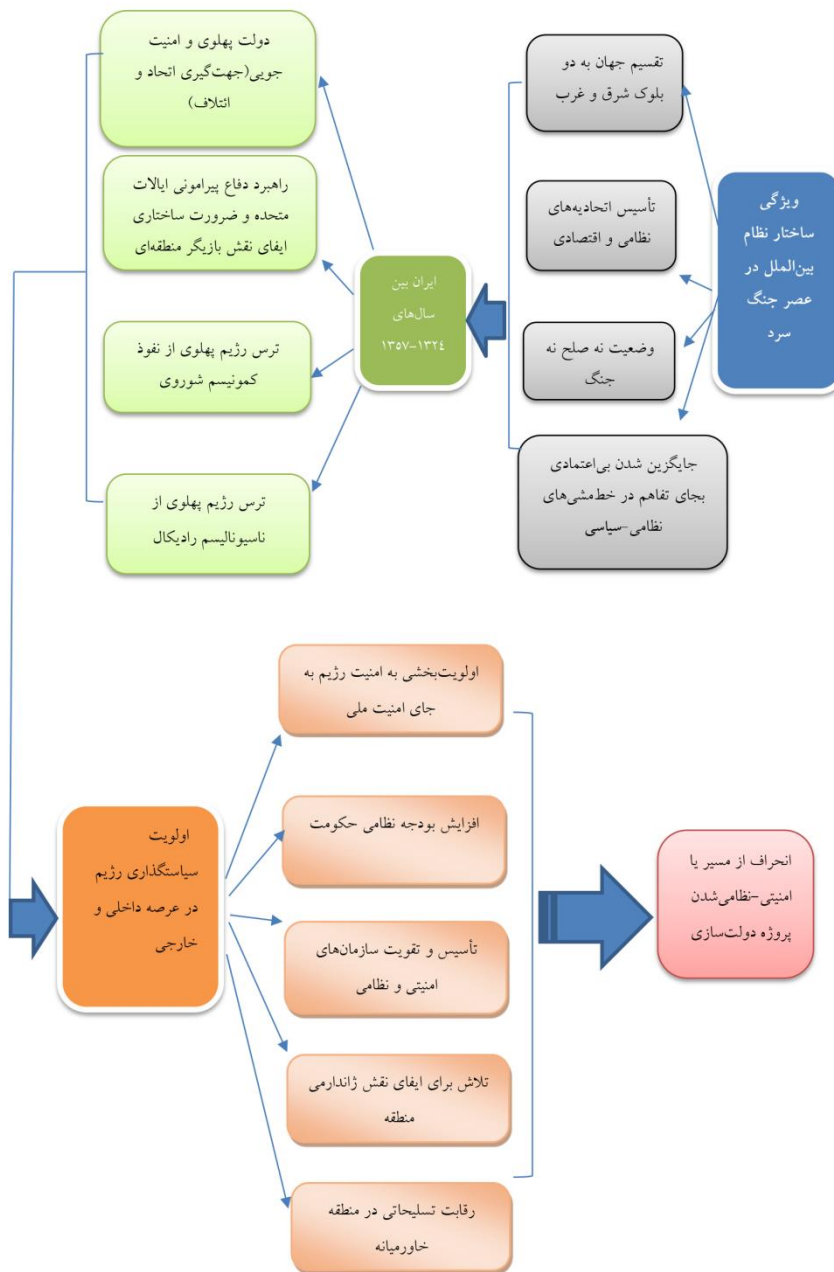 ویژگی
ساختار نظام
بین‌الملل در
عصر جنگ
سرد
تقسیم جهان به دو
بلوک شرق و غرب
تأسیس اتحادیه‌های
نظامی و اقتصادی
وضعیت نه صلح نه
جنگ
جایگزین شدن بی‌اعتمادی
بجای تفاهم در خط‌مشی‌های
نظامی-سیاسی
ایران بین
سال‌های
۱۳۲٤-۱۳٥۷
دولت پهلوی و امنیت
جویی(جهت‌گیری اتحاد و
ائتلاف)
راهبرد دفاع پیرامونی ایالات
متحده و ضرورت ساختاری
ایفای نقش بازیگر منطقه‌ای
ترس رژیم پهلوی از نفوذ
کمونیسم شوروی
ترس رژیم پهلوی از
ناسیونالیسم رادیکال
اولویت
سیاستگذاری رژیم
در عرصه داخلی و
خارجی
اولویت‌بخشی به امنیت رژیم به
جای امنیت ملی
افزایش بودجه نظامی حکومت
تأسیس و تقویت سازمان‌های
امنیتی و نظامی
تلاش برای ایفای نقش ژاندارمی
منطقه
رقابت تسلیحاتی در منطقه
خاورمیانه
انحراف از مسیر یا
امنیتی-نظامی‌شدن
پروژه دولت‌سازی